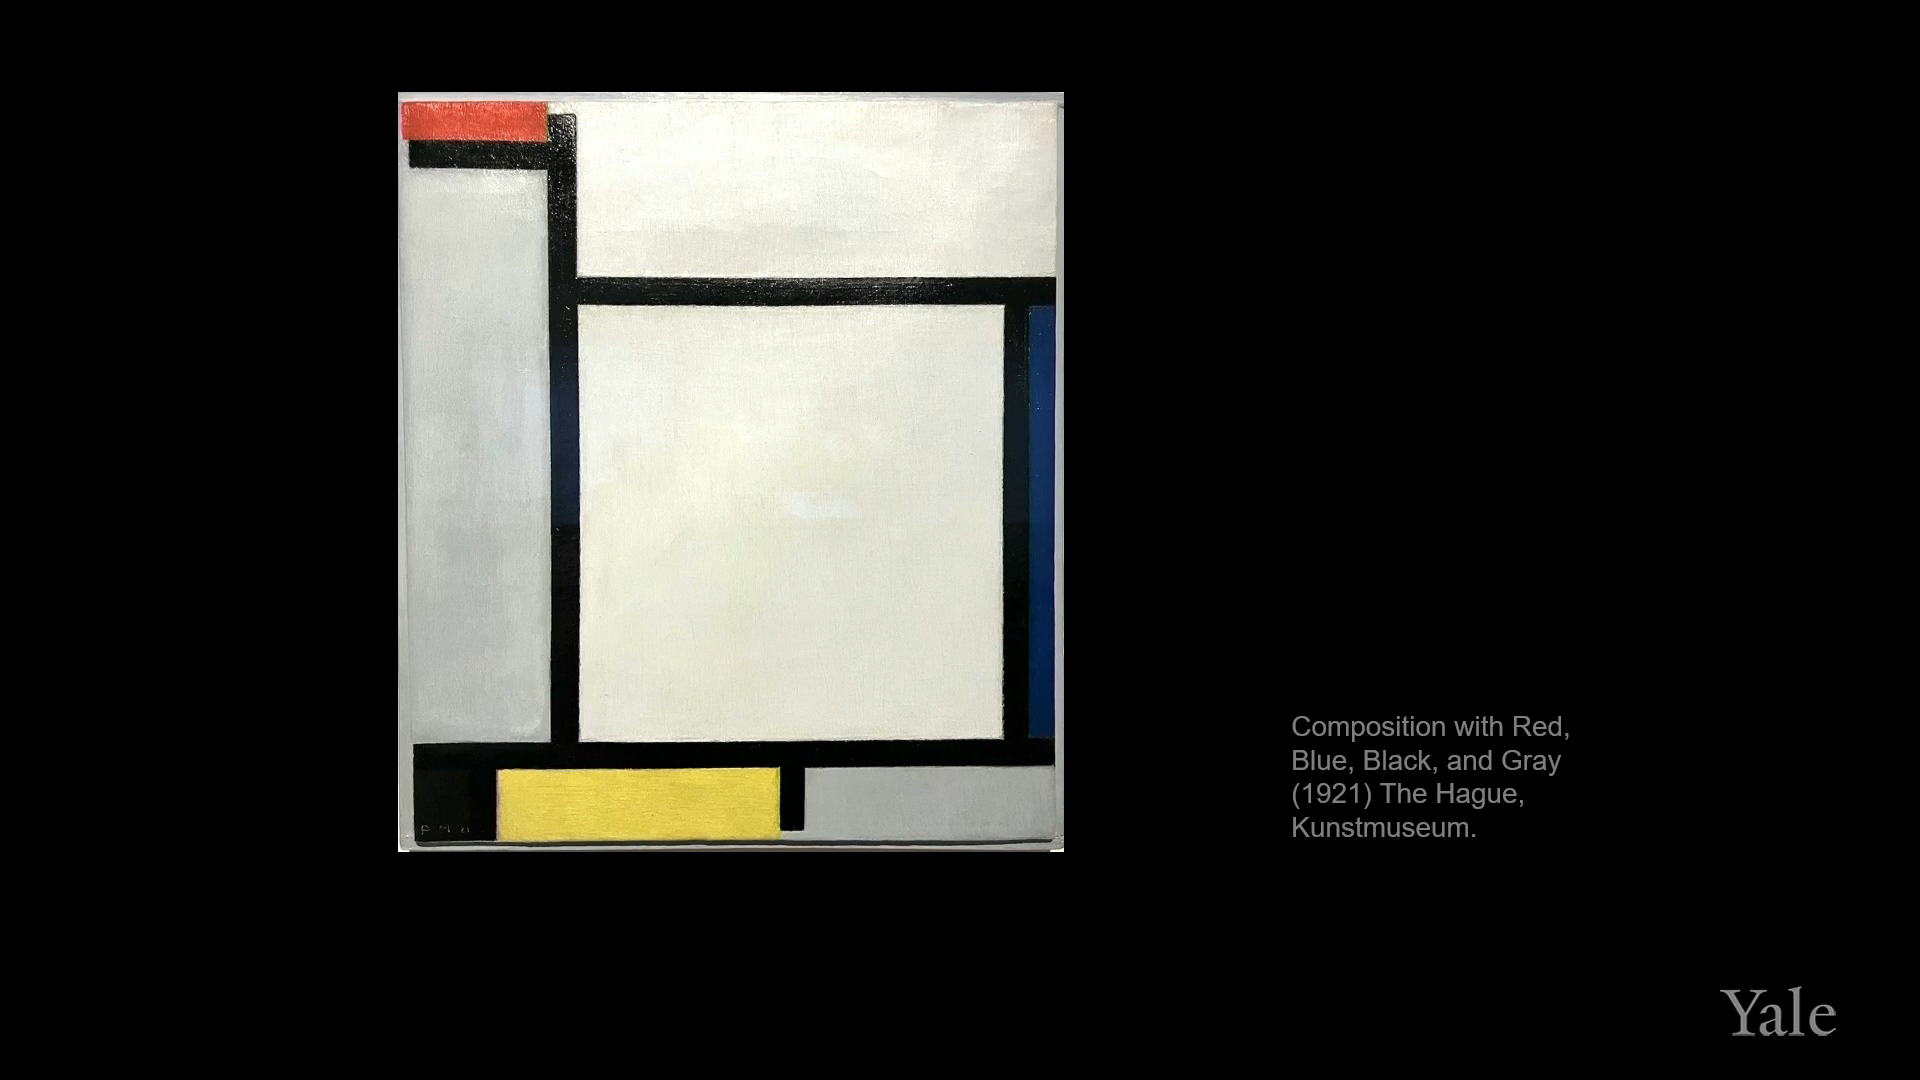 Composition with Red,
Blue, Black, and Gray
(1921) The Hague,
Kunstmuseum.
Yale